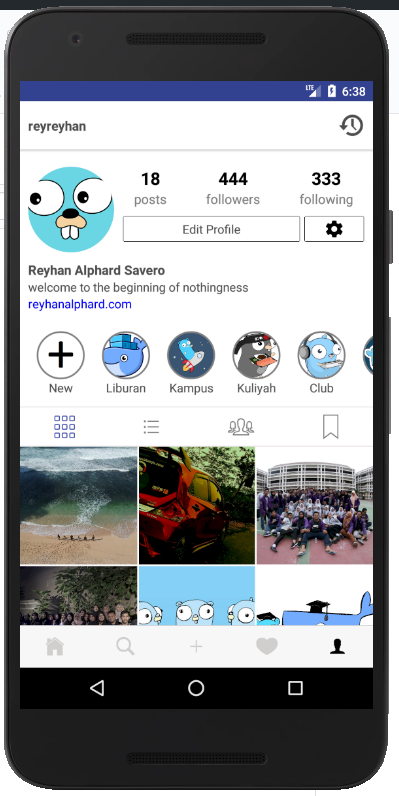 LTE 6:38
reyreyhan
18 444 333
posts followers following
Edit Profile
Reyhan Alphard Savero
welcome to the beginning of nothingness
reyhanalphard.com
New Liburan Kampus Kuliyah Club